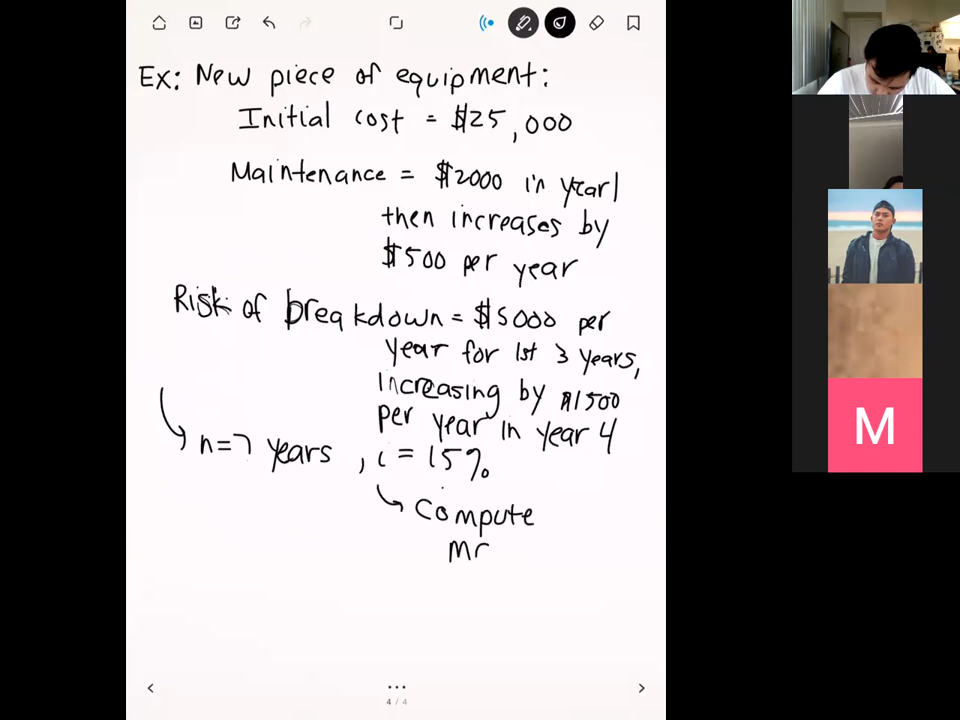 Ex: New piece of equipment:
Initial cost = $25,000
Maintenance = $2000 in year 1
then increases by
$500 per year
Risk of breakdown = $5000 per
year for 1st 3 years,
increasing by $1500
per year in year 4
n=7 years, i = 15%
Compute
Mr
4 / 4
M